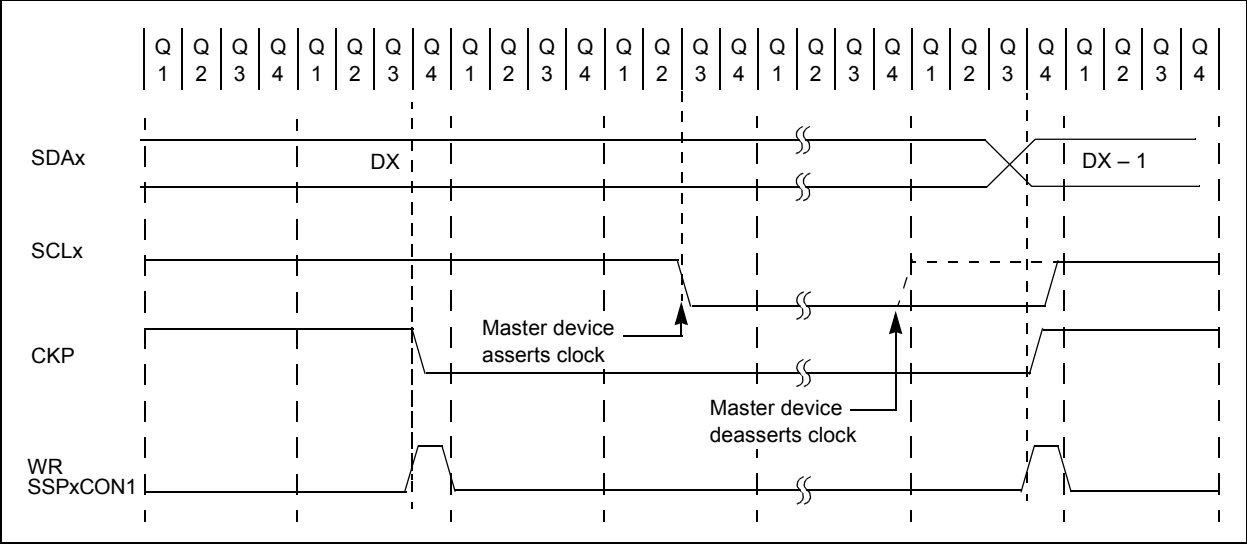 Q Q Q Q Q Q Q Q Q Q Q Q Q Q Q Q Q Q Q Q Q Q Q Q Q Q Q Q
1 2 3 4 1 2 3 4 1 2 3 4 1 2 3 4 1 2 3 4 1 2 3 4 1 2 3 4
SDAx
DX
DX – 1
SCLx
Master device
asserts clock
CKP
Master device
deasserts clock
WR
SSPxCON1